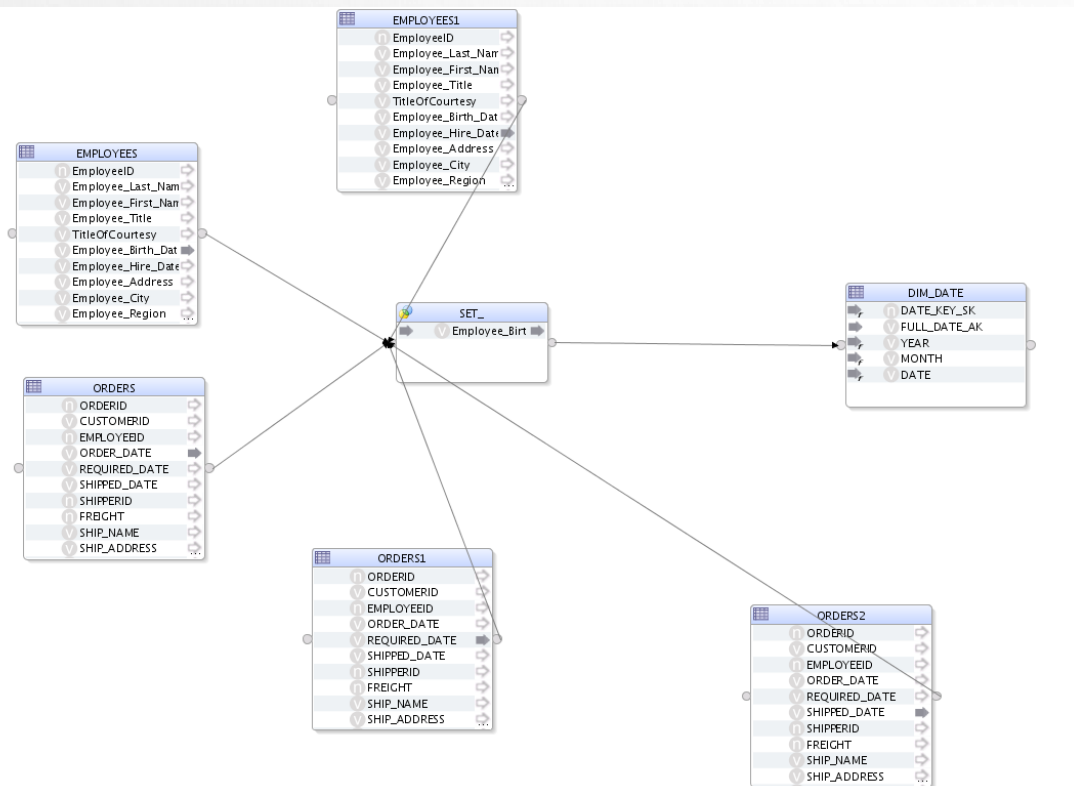 EMPLOYEES1
EmployeeID
Employee_Last_Nam
Employee_First_Nan
Employee_Title
TitleOfCourtesy
Employee_Birth_Dat
Employee_Hire_Date
Employee_Address
Employee_City
Employee_Region
EMPLOYEES
EmployeeID
Employee_Last_Nam
Employee_First_Nam
Employee_Title
TitleOfCourtesy
Employee_Birth_Dat
Employee_Hire_Date
Employee_Address
Employee_City
Employee_Region
SET_
Employee_Birt
DIM_DATE
DATE_KEY_SK
FULL_DATE_AK
YEAR
MONTH
DATE
ORDERS
ORDERID
CUSTOMERID
EMPLOYEEID
ORDER_DATE
REQUIRED_DATE
SHIPPED_DATE
SHIPPERID
FREIGHT
SHIP_NAME
SHIP_ADDRESS
ORDERS1
ORDERID
CUSTOMERID
EMPLOYEEID
ORDER_DATE
REQUIRED_DATE
SHIPPED_DATE
SHIPPERID
FREIGHT
SHIP_NAME
SHIP_ADDRESS
ORDERS2
ORDERID
CUSTOMERID
EMPLOYEEID
ORDER_DATE
REQUIRED_DATE
SHIPPED_DATE
SHIPPERID
FREIGHT
SHIP_NAME
SHIP_ADDRESS